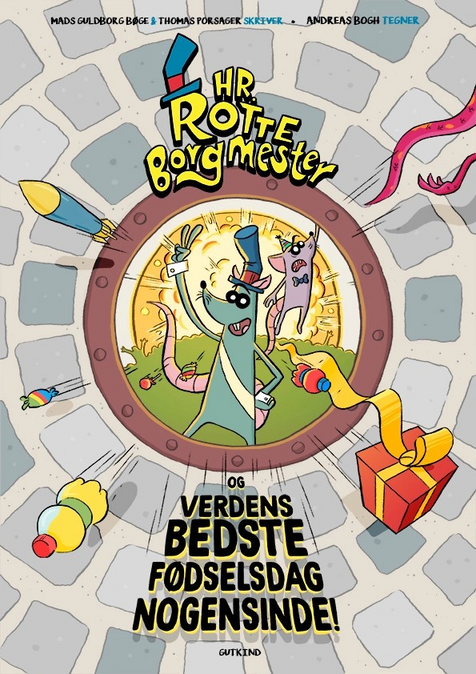 MADS GULDBORG BØGE & THOMAS PORSAGER SKRIVER • ANDREAS BOGH TEGNER
HR.
ROTTE
Borgmester
OG
VERDENS
BEDSTE
FØDSELSDAG
NOGENSINDE!
GUTKIND